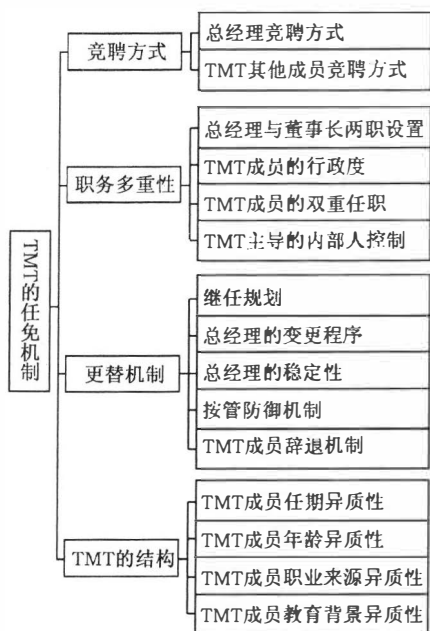 TMT的任免机制
竞聘方式
总经理竞聘方式
TMT其他成员竞聘方式
职务多重性
总经理与董事长两职设置
TMT成员的行政度
TMT成员的双重任职
TMT主导的内部人控制
更替机制
继任规划
总经理的变更程序
总经理的稳定性
按管防御机制
TMT成员辞退机制
TMT的结构
TMT成员任期异质性
TMT成员年龄异质性
TMT成员职业来源异质性
TMT成员教育背景异质性